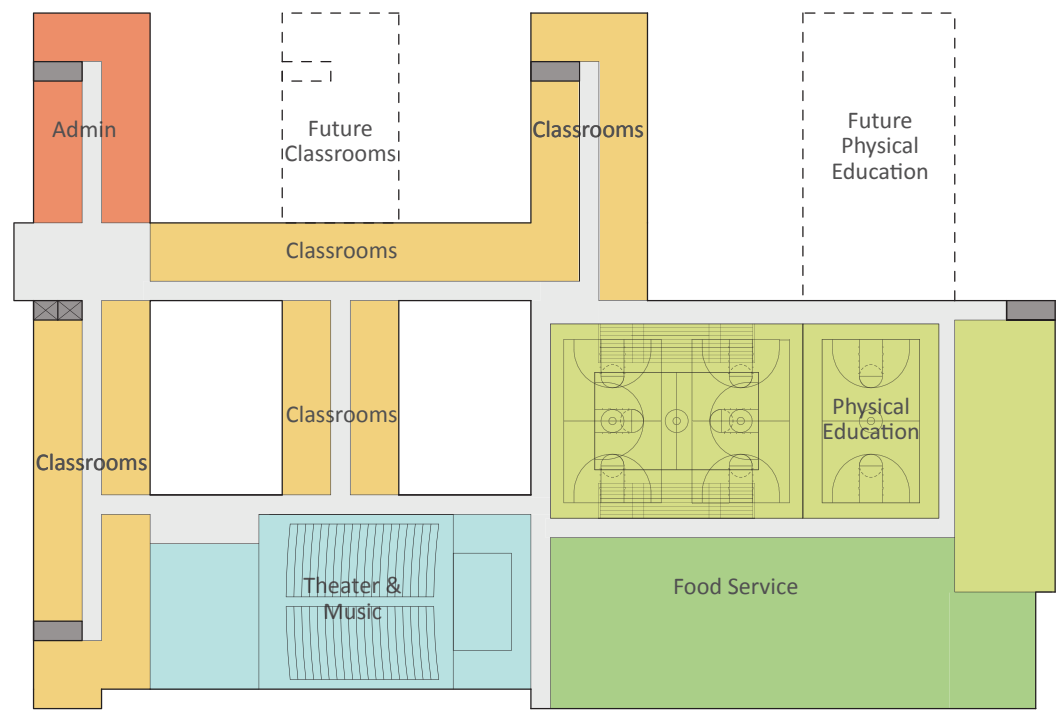 Admin
Future
Classrooms
Classrooms
Future
Physical
Education
Classrooms
Classrooms
Physical
Education
Classrooms
Theater &
Music
Food Service